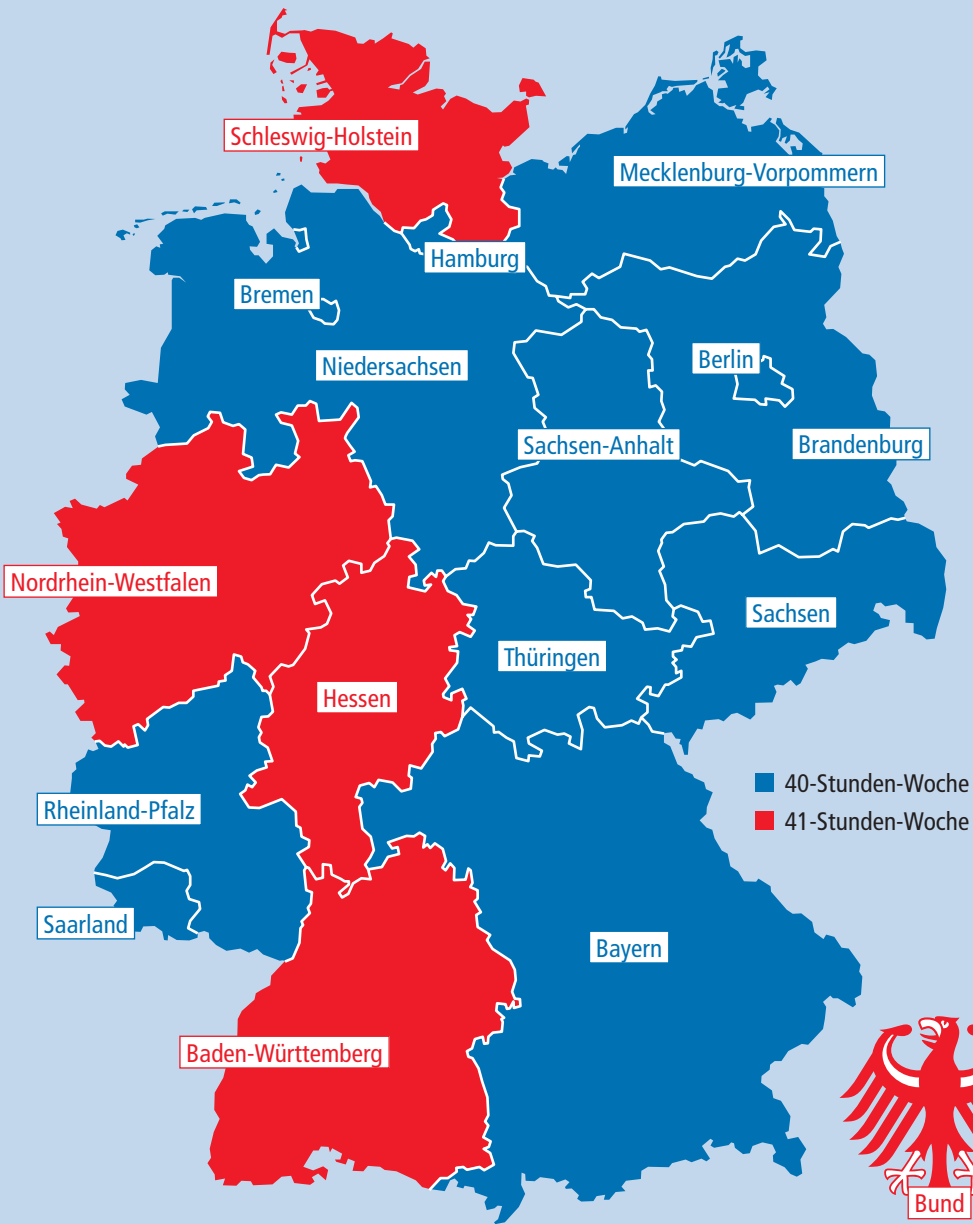 Schleswig-Holstein
Mecklenburg-Vorpommern
Hamburg
Bremen
Niedersachsen
Berlin
Sachsen-Anhalt
Brandenburg
Nordrhein-Westfalen
Sachsen
Thüringen
Hessen
40-Stunden-Woche
Rheinland-Pfalz
41-Stunden-Woche
Saarland
Bayern
Baden-Württemberg
Bund